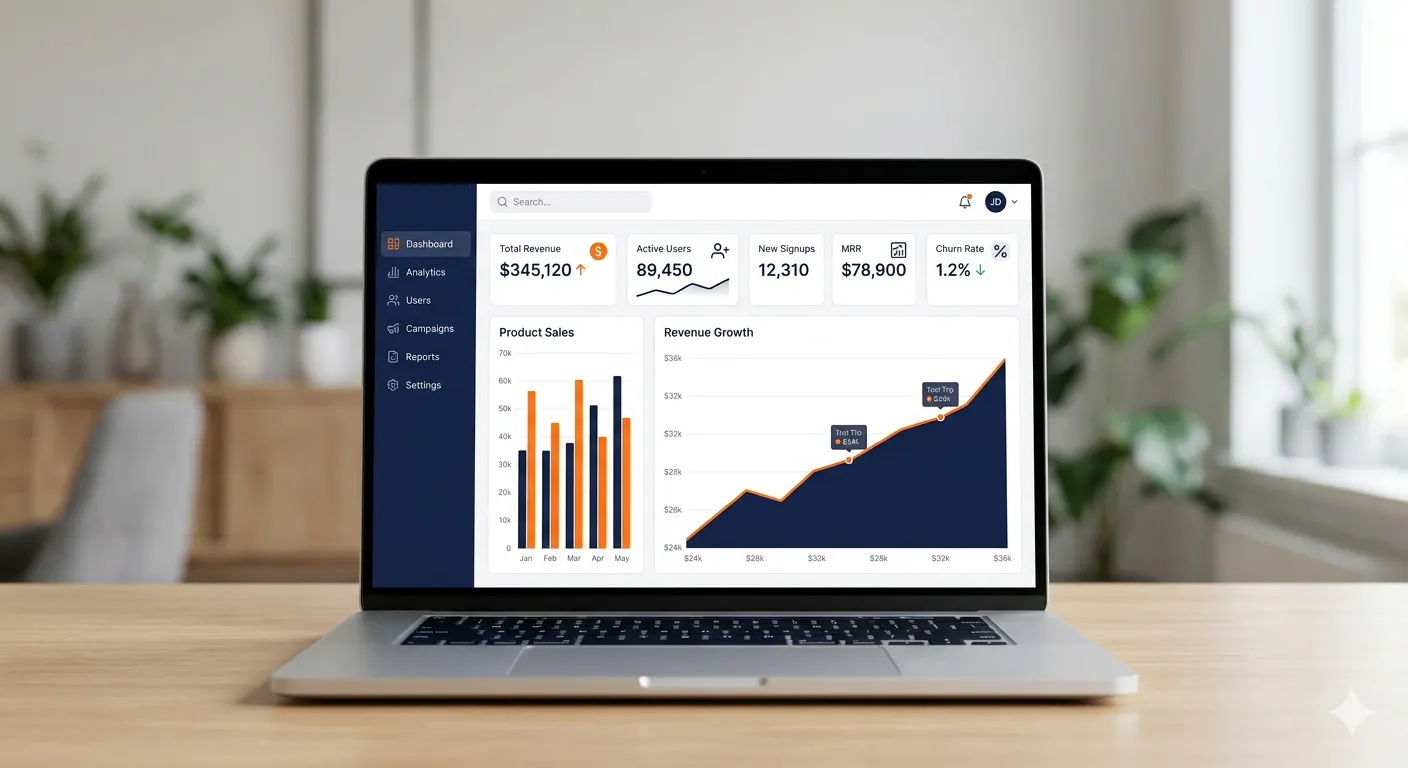 Search...
JD
Dashboard
Analytics
Users
Campaigns
Reports
Settings
Total Revenue
$345,120
Active Users
89,450
New Signups
12,310
MRR
$78,900
Churn Rate
1.2%
Product Sales
70k
60k
50k
40k
30k
20k
10k
0
Jan Feb Mar Apr May
Revenue Growth
$36k
$32k
$32k
$28k
$26k
$24k
$24k $28k $32k $28k $32k $36k